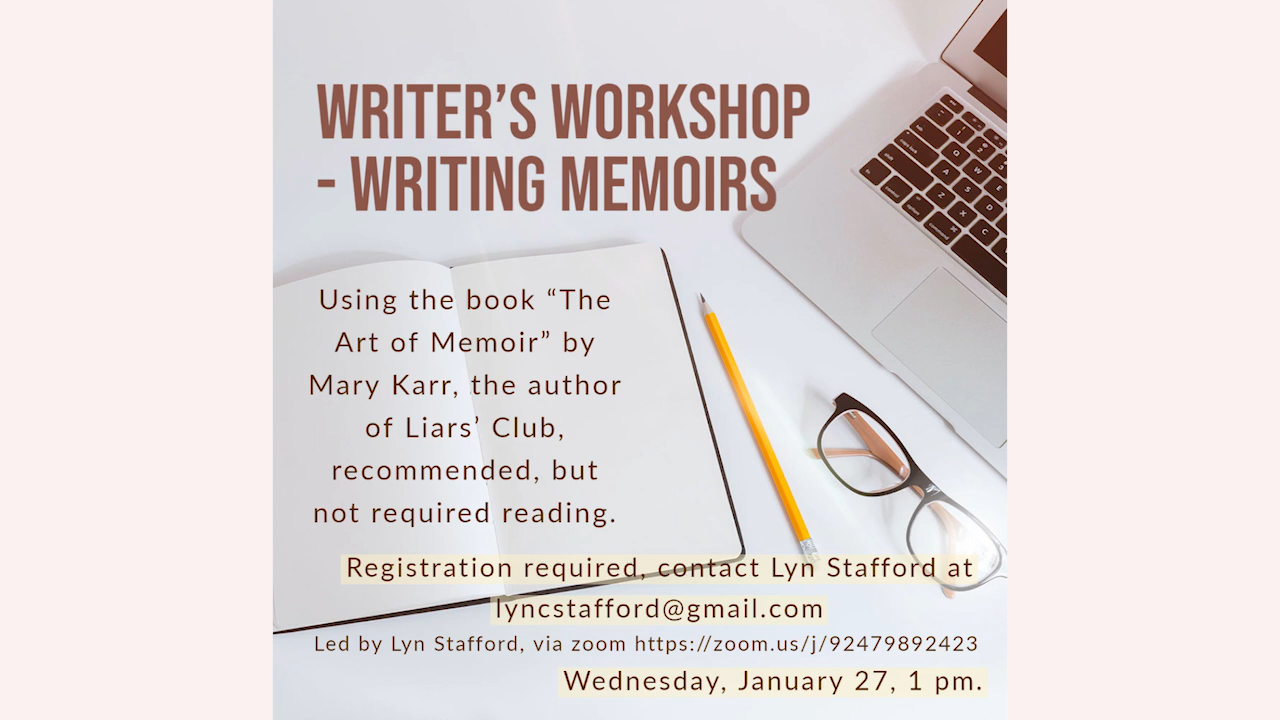 WRITER’S WORKSHOP
- WRITING MEMOIRS
Using the book “The
Art of Memoir” by
Mary Karr, the author
of Liars’ Club,
recommended, but
not required reading.
Registration required, contact Lyn Stafford at
lyncstafford@gmail.com
Led by Lyn Stafford, via zoom https://zoom.us/j/92479892423
Wednesday, January 27, 1 pm.